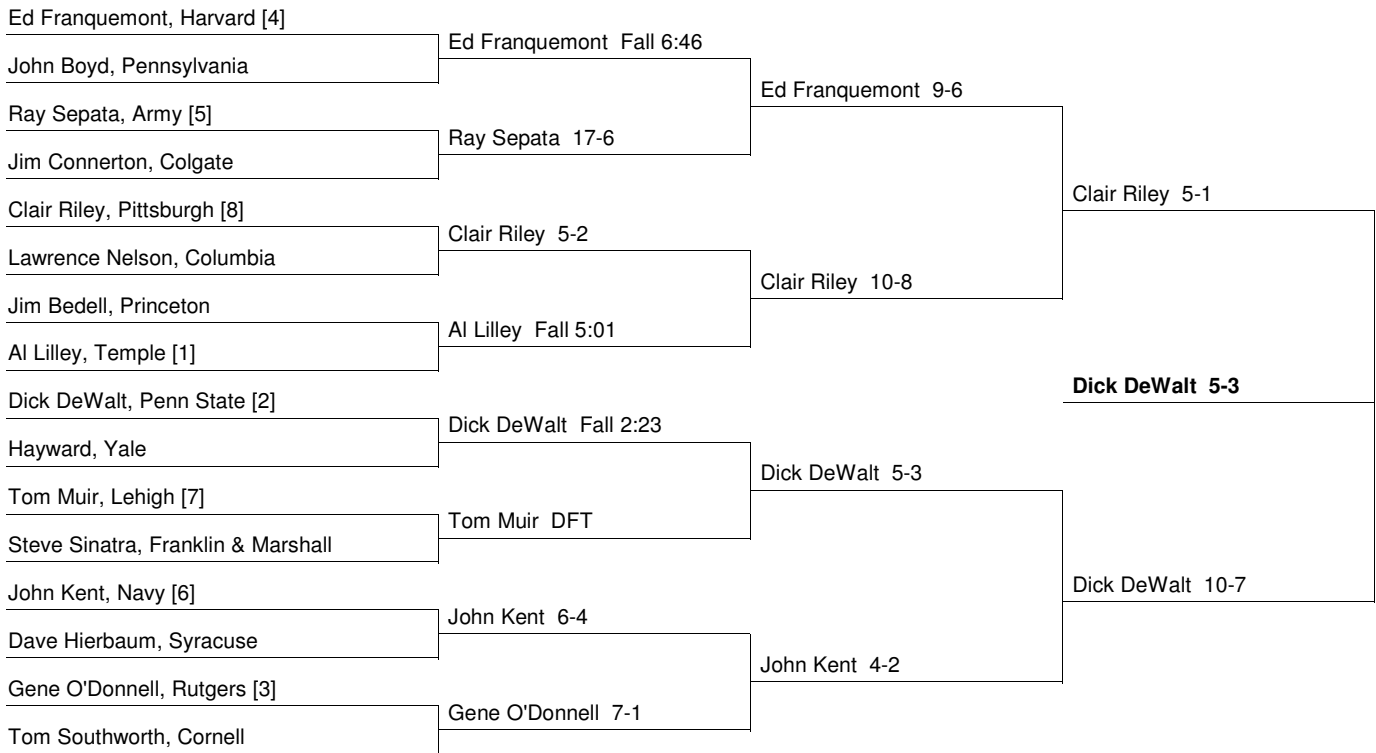 Ed Franquemont, Harvard [4]
John Boyd, Pennsylvania
Ray Sepata, Army [5]
Jim Connerton, Colgate
Clair Riley, Pittsburgh [8]
Lawrence Nelson, Columbia
Jim Bedell, Princeton
Al Lilley, Temple [1]
Dick DeWalt, Penn State [2]
Hayward, Yale
Tom Muir, Lehigh [7]
Steve Sinatra, Franklin & Marshall
John Kent, Navy [6]
Dave Hierbaum, Syracuse
Gene O'Donnell, Rutgers [3]
Tom Southworth, Cornell
Ed Franquemont Fall 6:46
Ray Sepata 17-6
Clair Riley 5-2
Al Lilley Fall 5:01
Dick DeWalt Fall 2:23
Tom Muir DFT
John Kent 6-4
Gene O'Donnell 7-1
Ed Franquemont 9-6
Clair Riley 10-8
Dick DeWalt 5-3
John Kent 4-2
Clair Riley 5-1
Dick DeWalt 10-7
Dick DeWalt 5-3